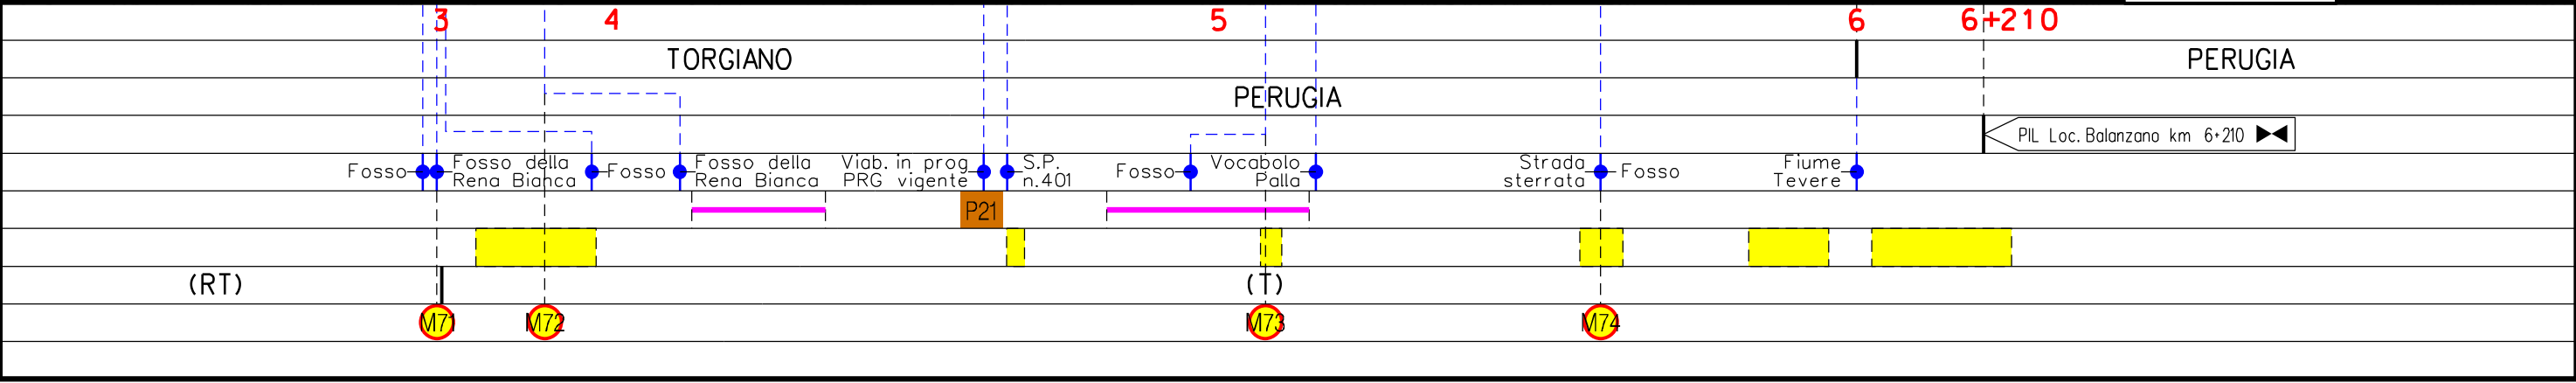 3 4 5 6 6+210
TORGIANO PERUGIA
PERUGIA
PIL Loc. Balanzano km 6+210
Fosso Fosso della Fosso Fosso della Viab. in prog S.P. Fosso Vocabolo Strada Fosso Fiume
Rena Bianca Rena Bianca PRG vigente n.401 Palla sterrata Tevere
P21
(RT) (T)
M71 M72 M73 M74